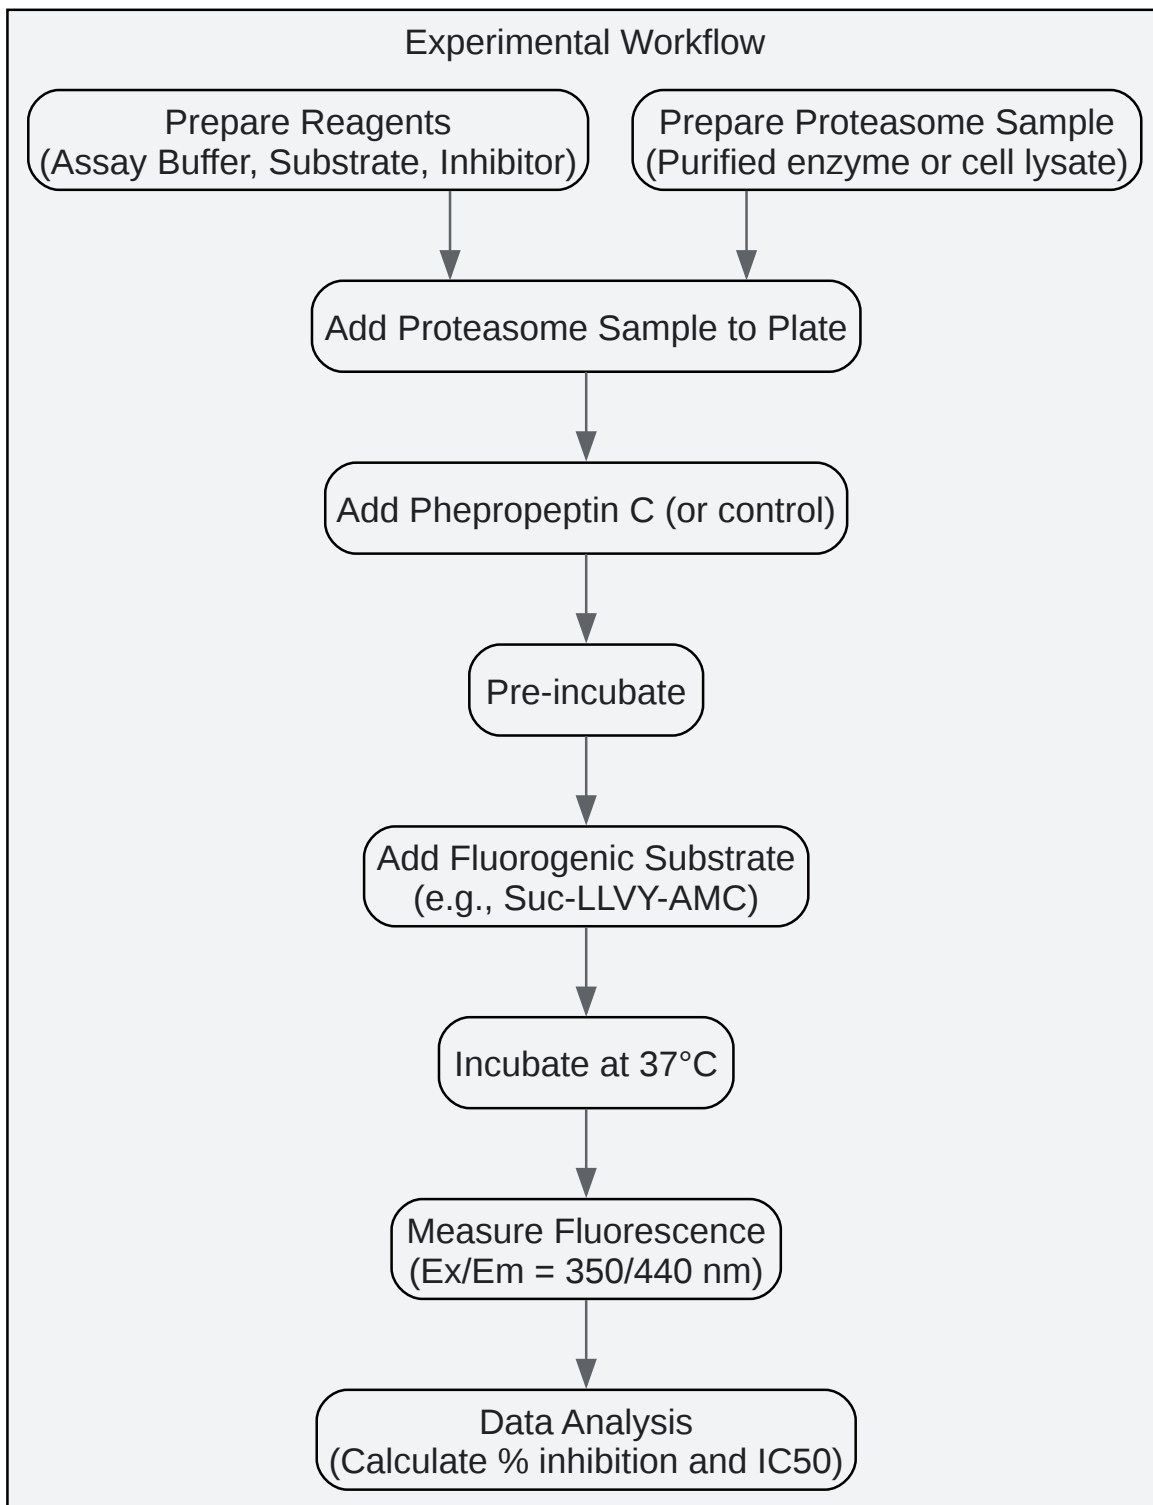 Experimental Workflow
Prepare Reagents
(Assay Buffer, Substrate, Inhibitor)
Prepare Proteasome Sample
(Purified enzyme or cell lysate)
Add Proteasome Sample to Plate
Add Phepropeptin C (or control)
Pre-incubate
Add Fluorogenic Substrate
(e.g., Suc-LLVY-AMC)
Incubate at 37°C
Measure Fluorescence
(Ex/Em = 350/440 nm)
Data Analysis
(Calculate % inhibition and IC50)